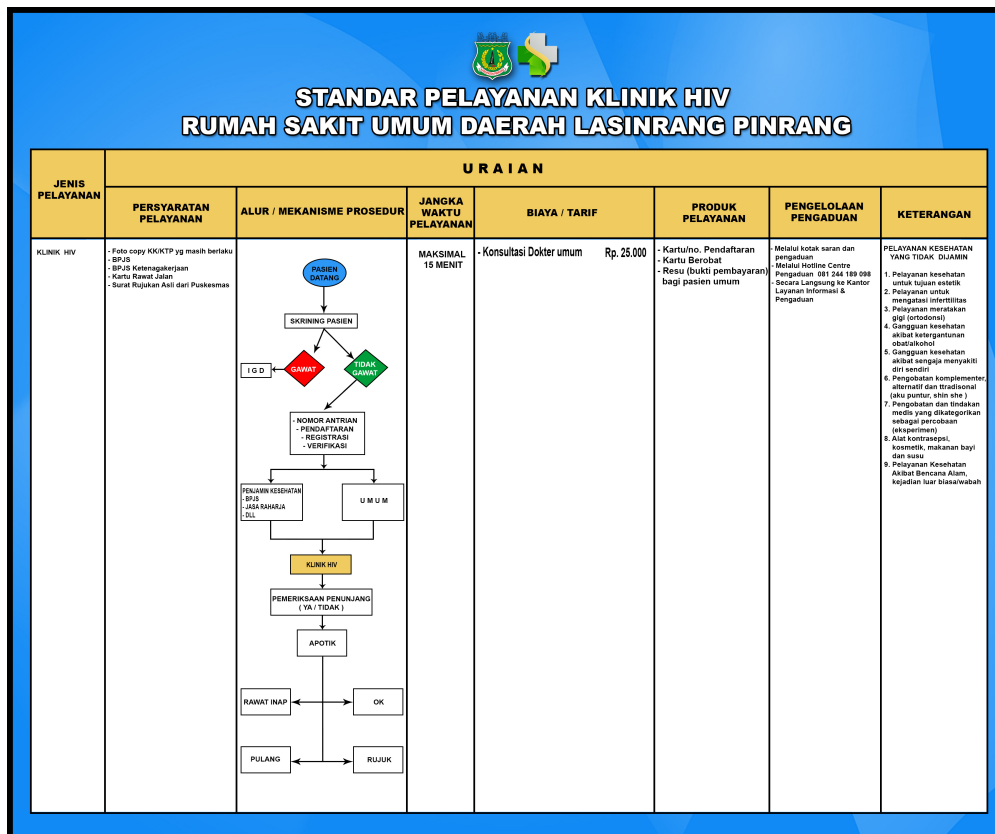 STANDAR PELAYANAN KLINIK HIV
RUMAH SAKIT UMUM DAERAH LASINRANG PINRANG
JENIS
PELAYANAN
U R A I A N
PERSYARATAN
PELAYANAN
ALUR / MEKANISME PROSEDUR
JANGKA
WAKTU
PELAYANAN
BIAYA / TARIF
PRODUK
PELAYANAN
PENGELOLAAN
PENGADUAN
KETERANGAN
KLINIK HIV
- Foto copy KK/KTP yg masih berlaku
- BPJS
- BPJS Ketenagakerjaan
- Kartu Rawat Jalan
- Surat Rujukan Asli dari Puskesmas
PASIEN
DATANG
SKRINING PASIEN
I G D
GAWAT
TIDAK
GAWAT
- NOMOR ANTRIAN
- PENDAFTARAN
- REGISTRASI
- VERIFIKASI
PENJAMIN KESEHATAN
- BPJS
- JASA RAHARJA
- DLL
U M U M
KLINIK HIV
PEMERIKSAAN PENUNJANG
( YA / TIDAK )
APOTIK
RAWAT INAP
OK
PULANG
RUJUK
MAKSIMAL
15 MENIT
- Konsultasi Dokter umum Rp. 25.000
- Kartu/no. Pendaftaran
- Kartu Berobat
- Resu (bukti pembayaran)
bagi pasien umum
- Melalui kotak saran dan
pengaduan
- Melalui Hotline Centre
Pengaduan 081 244 189 098
- Secara Langsung ke Kantor
Layanan Informasi &
Pengaduan
PELAYANAN KESEHATAN
YANG TIDAK DIJAMIN
1. Pelayanan kesehatan
untuk tujuan estetik
2. Pelayanan untuk
mengatasi inferttilitas
3. Pelayanan meratakan
gigi (ortodonsi)
4. Gangguan kesehatan
akibat ketergantunan
obat/alkohol
5. Gangguan kesehatan
akibat sengaja menyakiti
diri sendiri
6. Pengobatan komplementer,
alternatif dan ttradisonal
(aku puntur, shin she )
7. Pengobatan dan tindakan
medis yang dikategorikan
sebagai percobaan
(eksperimen)
8. Alat kontrasepsi,
kosmetik, makanan bayi
dan susu
9. Pelayanan Kesehatan
Akibat Bencana Alam,
kejadian luar biasa/wabah